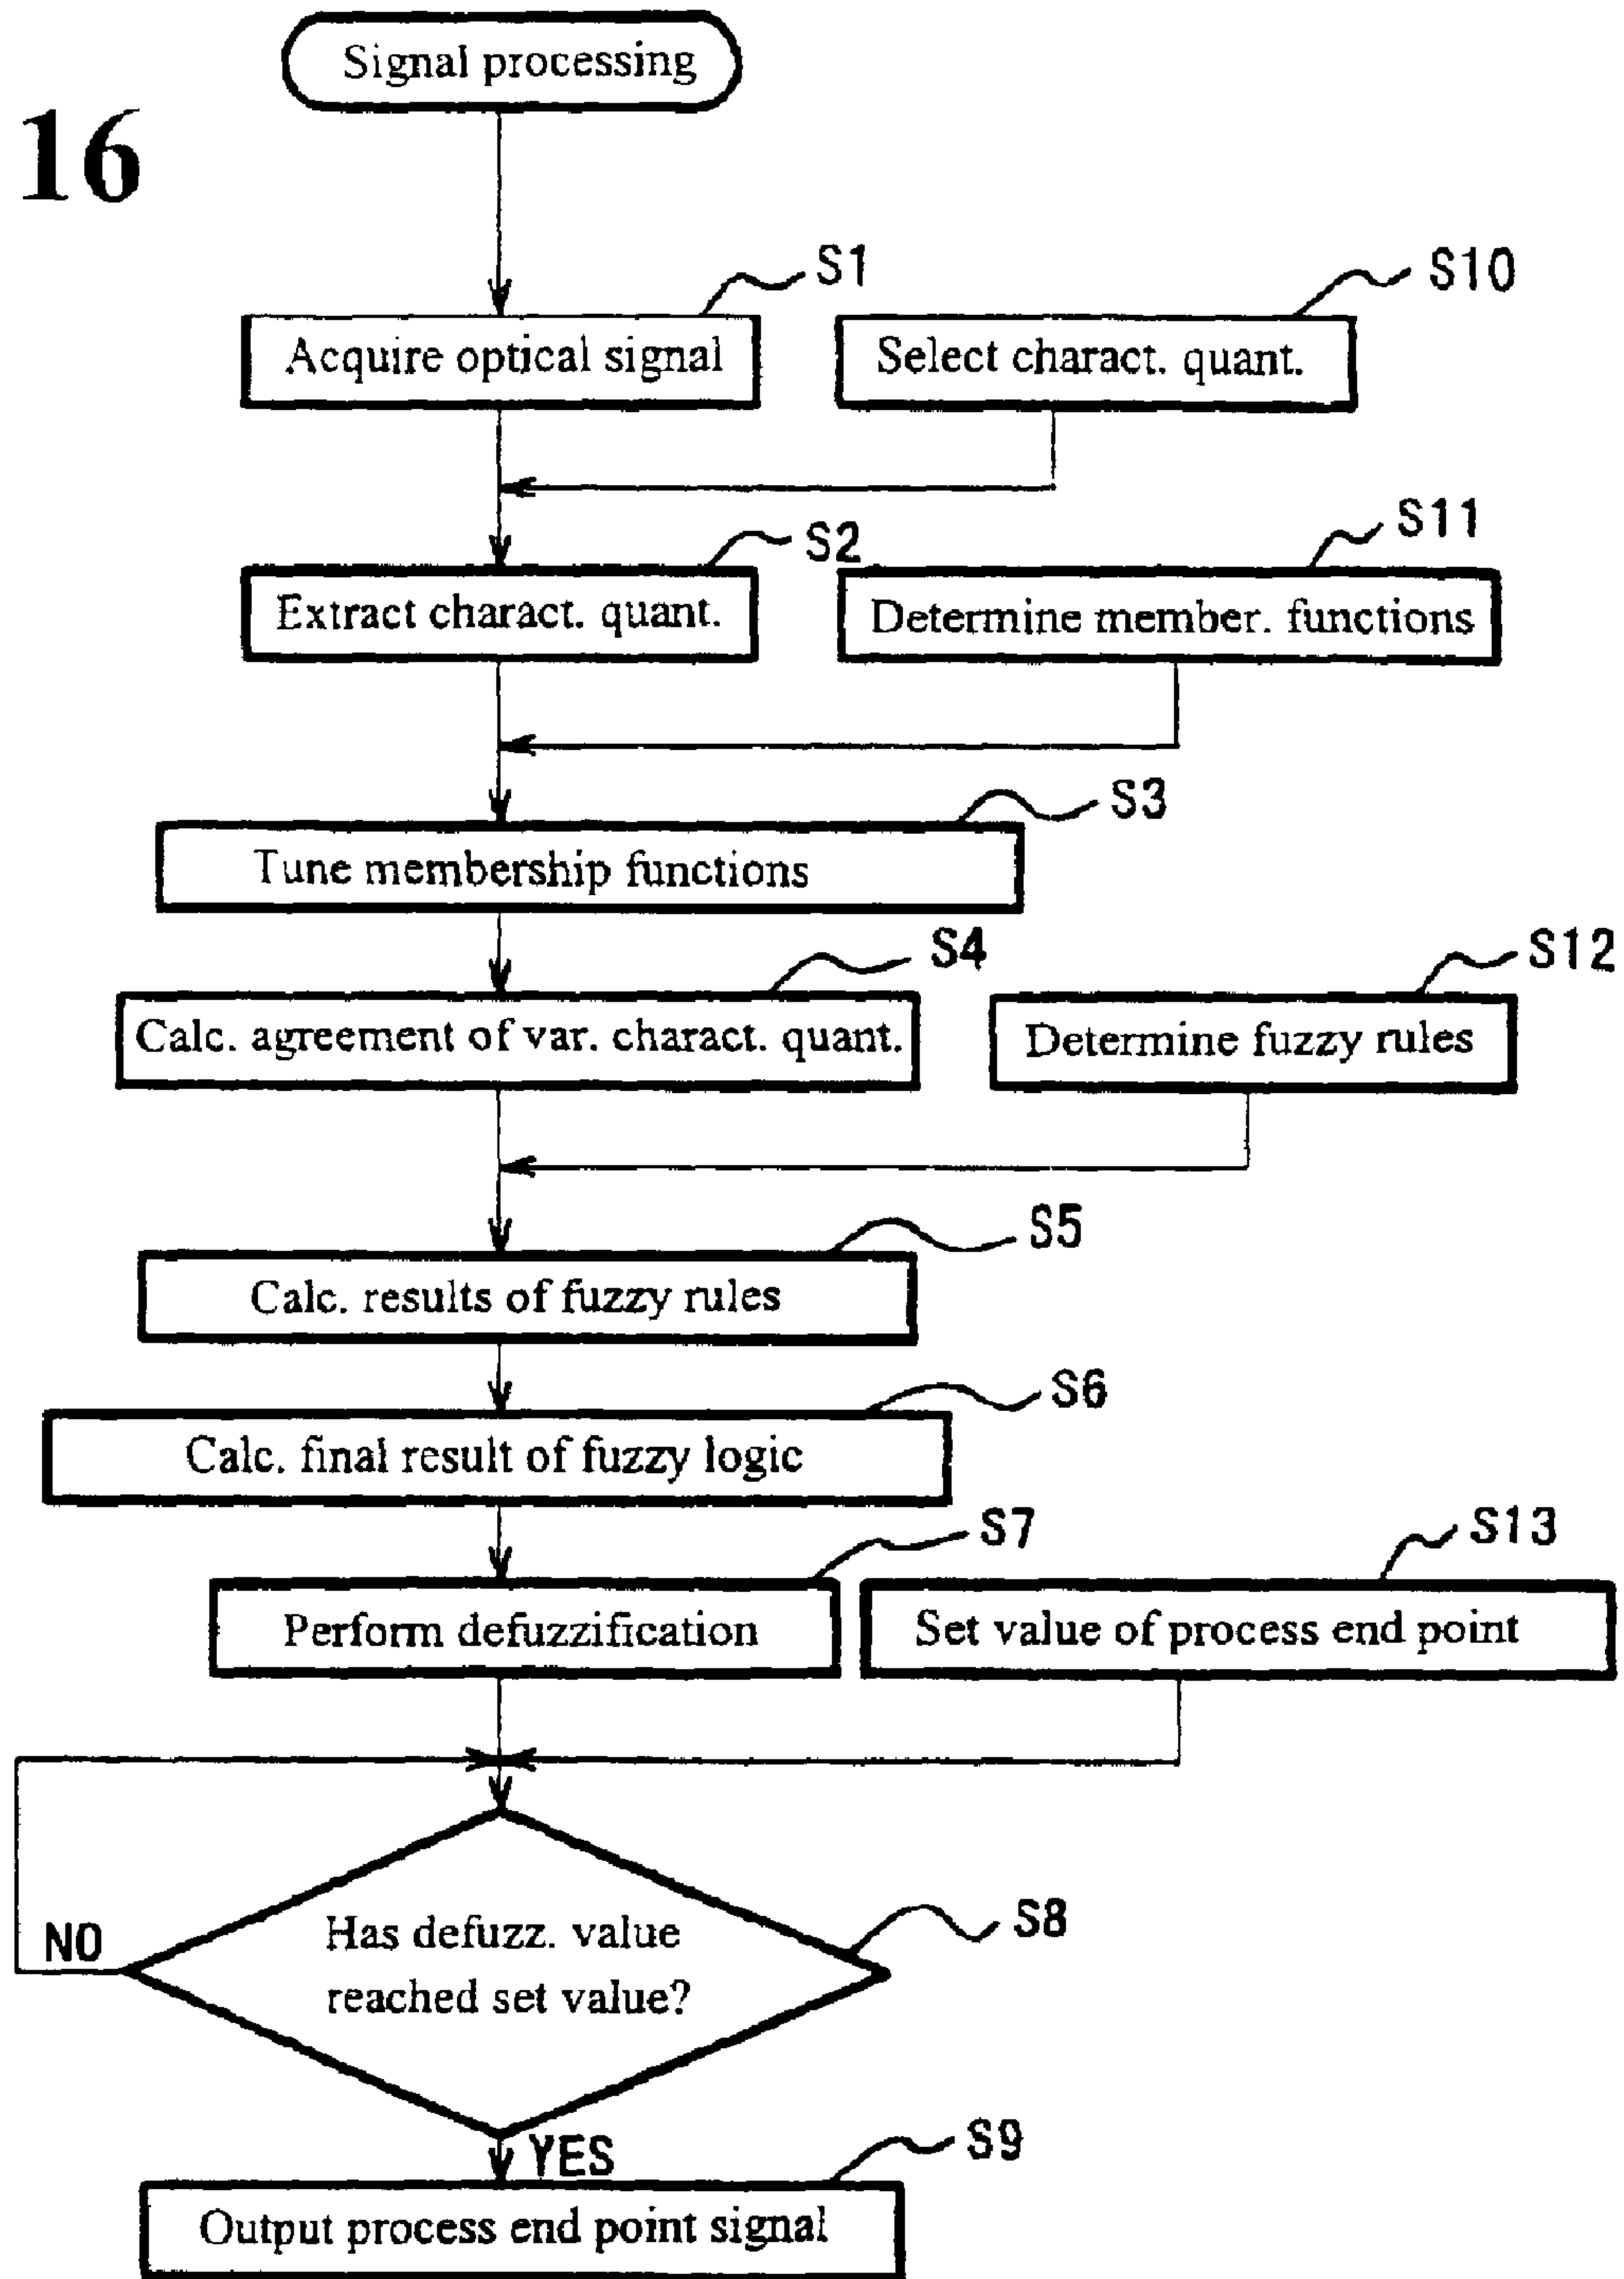 Signal processing
16
S1
S10
Acquire optical signal
Select charact. quant.
S2
S11
Extract charact. quant.
Determine member. functions
S3
Tune membership functions
S4
S12
Calc. agreement of var. charact. quant.
Determine fuzzy rules
S5
Calc. results of fuzzy rules
S6
Calc. final result of fuzzy logic
S7
S13
Perform defuzzification
Set value of process end point
S8
NO
Has defuzz. value
reached set value?
YES
S9
Output process end point signal